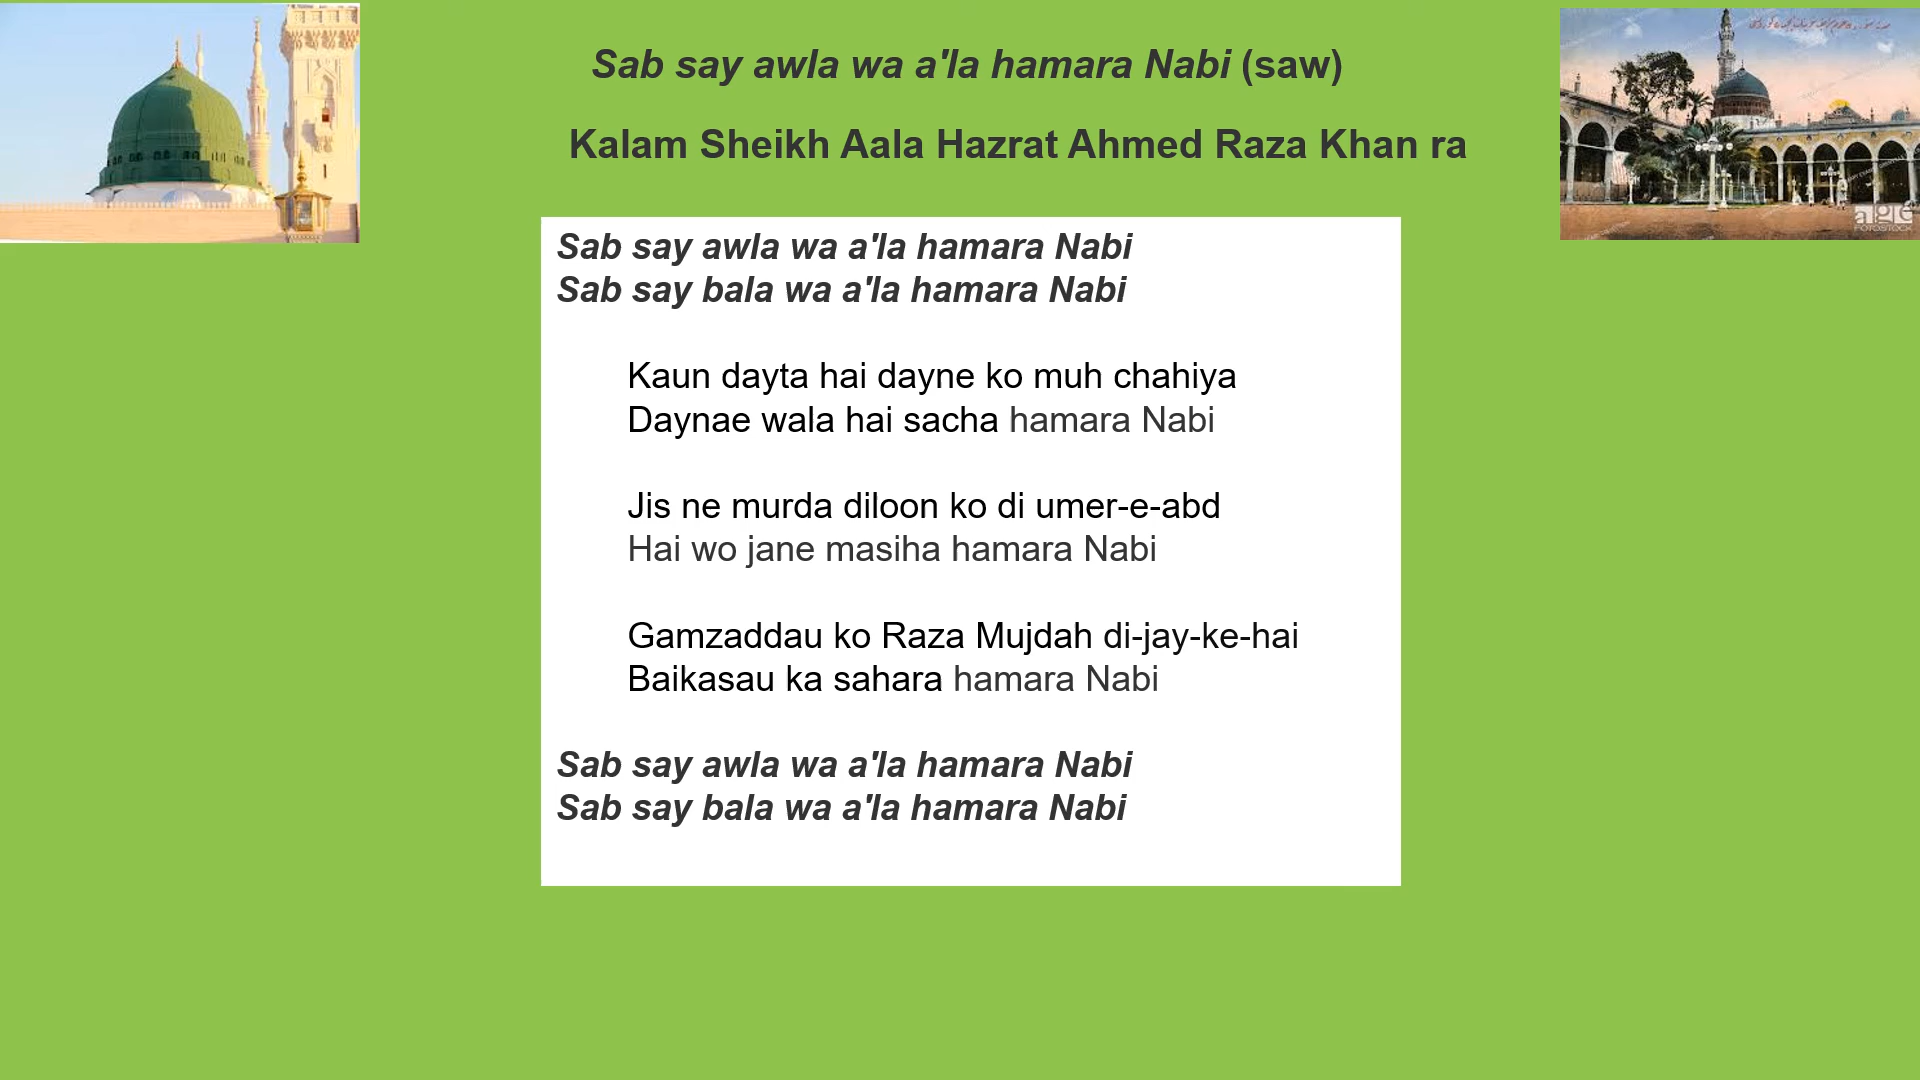 Sab say awla wa a'la hamara Nabi (saw)
Kalam Sheikh Aala Hazrat Ahmed Raza Khan ra
Sab say awla wa a'la hamara Nabi
Sab say bala wa a'la hamara Nabi
Kaun dayta hai dayne ko muh chahiya
Daynae wala hai sacha hamara Nabi
Jis ne murda diloon ko di umer-e-abd
Hai wo jane masiha hamara Nabi
Gamzaddau ko Raza Mujdah di-jay-ke-hai
Baikasau ka sahara hamara Nabi
Sab say awla wa a'la hamara Nabi
Sab say bala wa a'la hamara Nabi
age
FOTOSTOCK